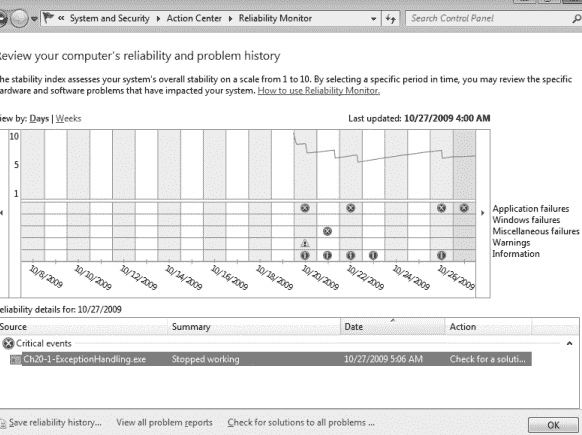 « System and Security ▸ Action Center ▸ Reliability Monitor
Search Control Panel
Review your computer's reliability and problem history
The stability index assesses your system's overall stability on a scale from 1 to 10. By selecting a specific period in time, you may review the specific
hardware and software problems that have impacted your system. How to use Reliability Monitor.
View by: Days | Weeks
Last updated: 10/27/2009 4:00 AM
10
5
1
Application failures
Windows failures
Miscellaneous failures
Warnings
Information
10/8/2009
10/10/2009
10/12/2009
10/14/2009
10/16/2009
10/18/2009
10/20/2009
10/22/2009
10/24/2009
10/26/2009
Reliability details for: 10/27/2009
Source
Summary
Date
Action
Critical events
Ch20-1-ExceptionHandling.exe
Stopped working
10/27/2009 5:06 AM
Check for a soluti...
Save reliability history...
View all problem reports
Check for solutions to all problems ...
OK